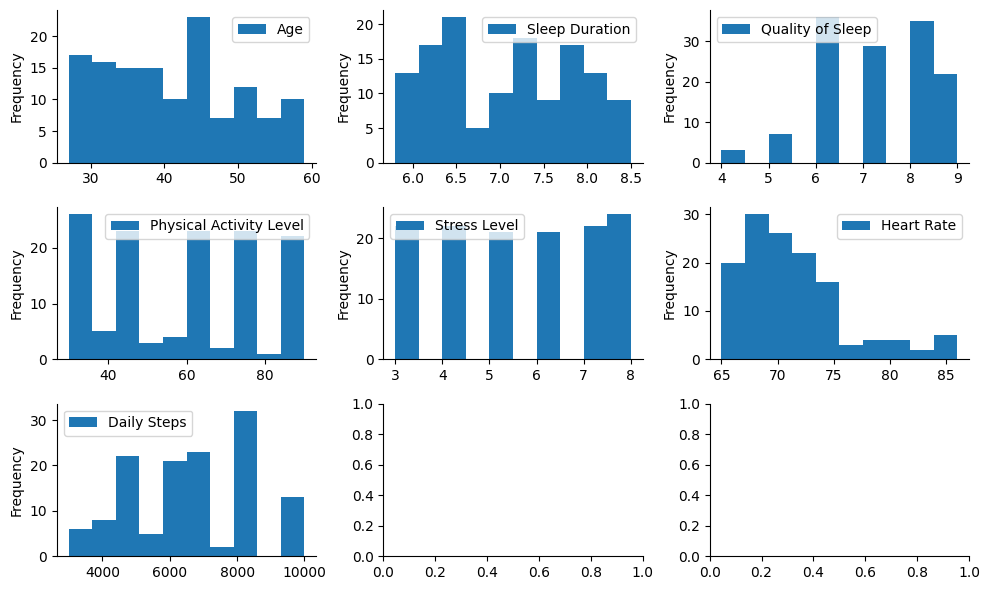 Frequency
20
15
10
5
0
30 40 50 60
Age
Frequency
20
15
10
5
0
6.0 6.5 7.0 7.5 8.0 8.5
Sleep Duration
Frequency
30
20
10
0
4 5 6 7 8 9
Quality of Sleep
Frequency
20
10
0
40 60 80
Physical Activity Level
Frequency
20
10
0
3 4 5 6 7 8
Stress Level
Frequency
30
20
10
0
65 70 75 80 85
Heart Rate
Frequency
30
20
10
0
4000 6000 8000 10000
Daily Steps
1.0
0.8
0.6
0.4
0.2
0.0
0.0 0.2 0.4 0.6 0.8 1.0
1.0
0.8
0.6
0.4
0.2
0.0
0.0 0.2 0.4 0.6 0.8 1.0